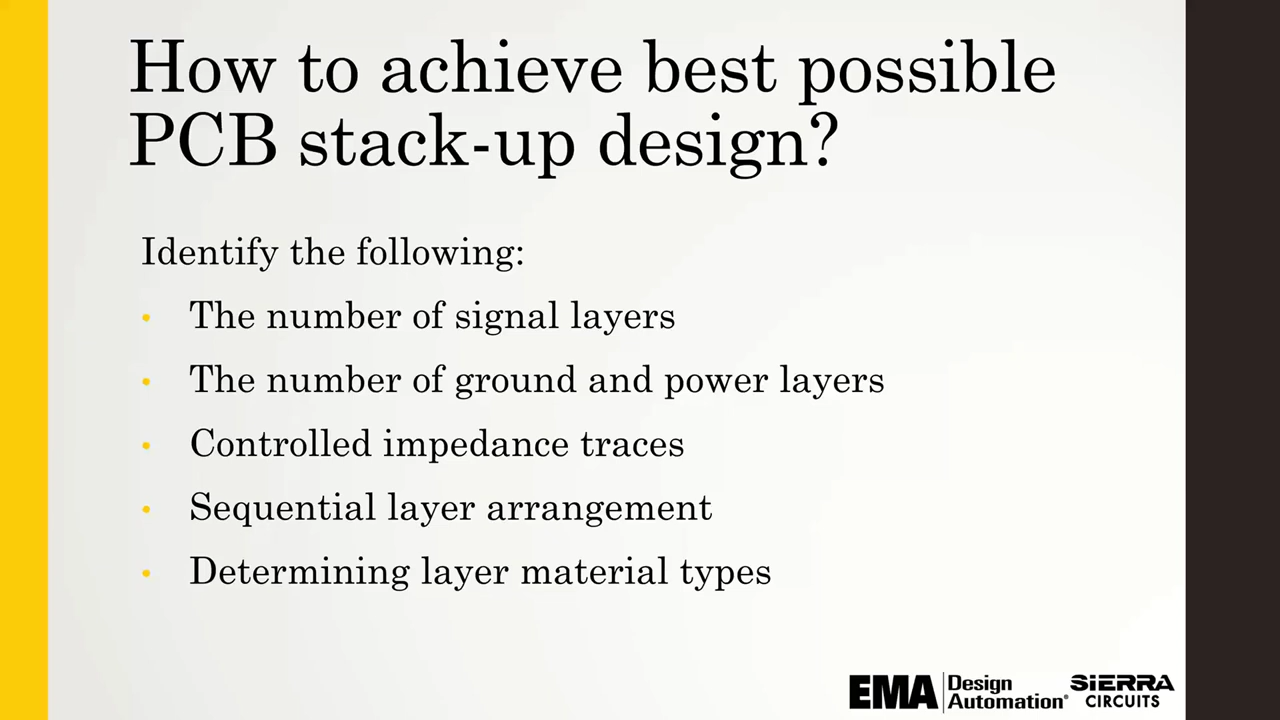 How to achieve best possible
PCB stack-up design?
Identify the following:
• The number of signal layers
• The number of ground and power layers
• Controlled impedance traces
• Sequential layer arrangement
• Determining layer material types
EMA Design Automation®
SIERRA CIRCUITS